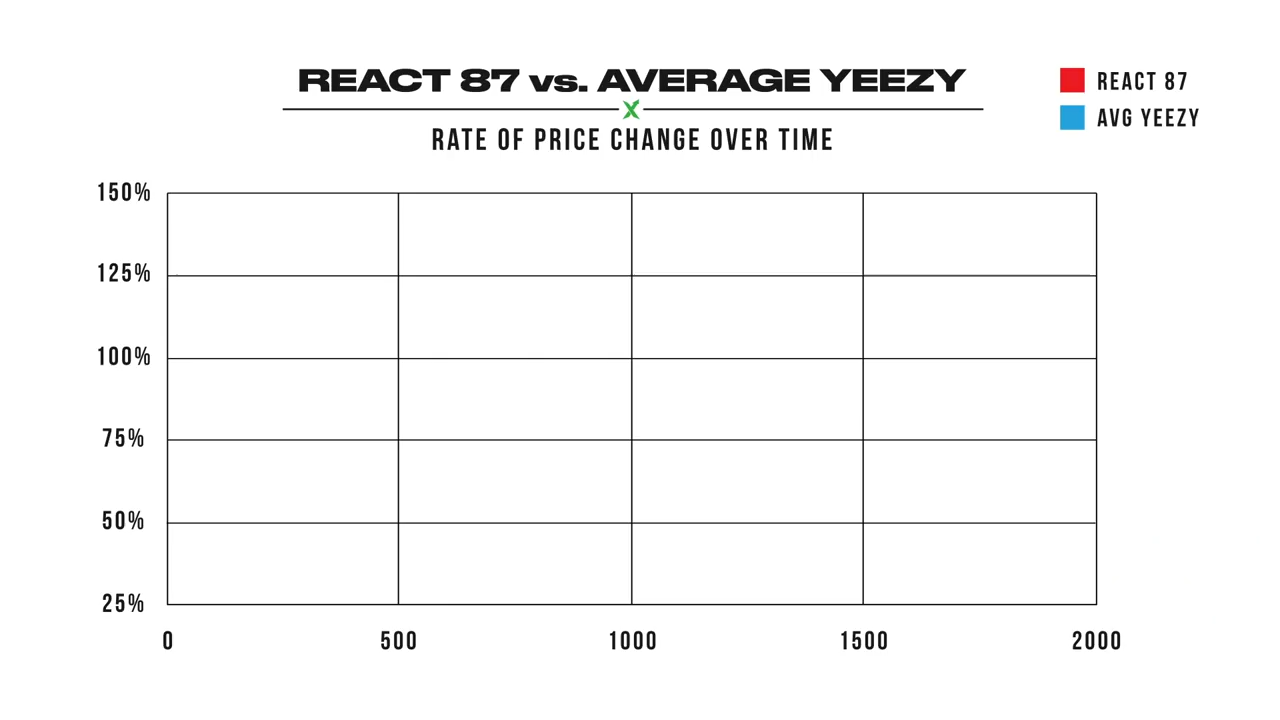 REACT 87 vs. AVERAGE YEEZY
X
RATE OF PRICE CHANGE OVER TIME
REACT 87
AVG YEEZY
150%
125%
100%
75%
50%
25%
0 500 1000 1500 2000